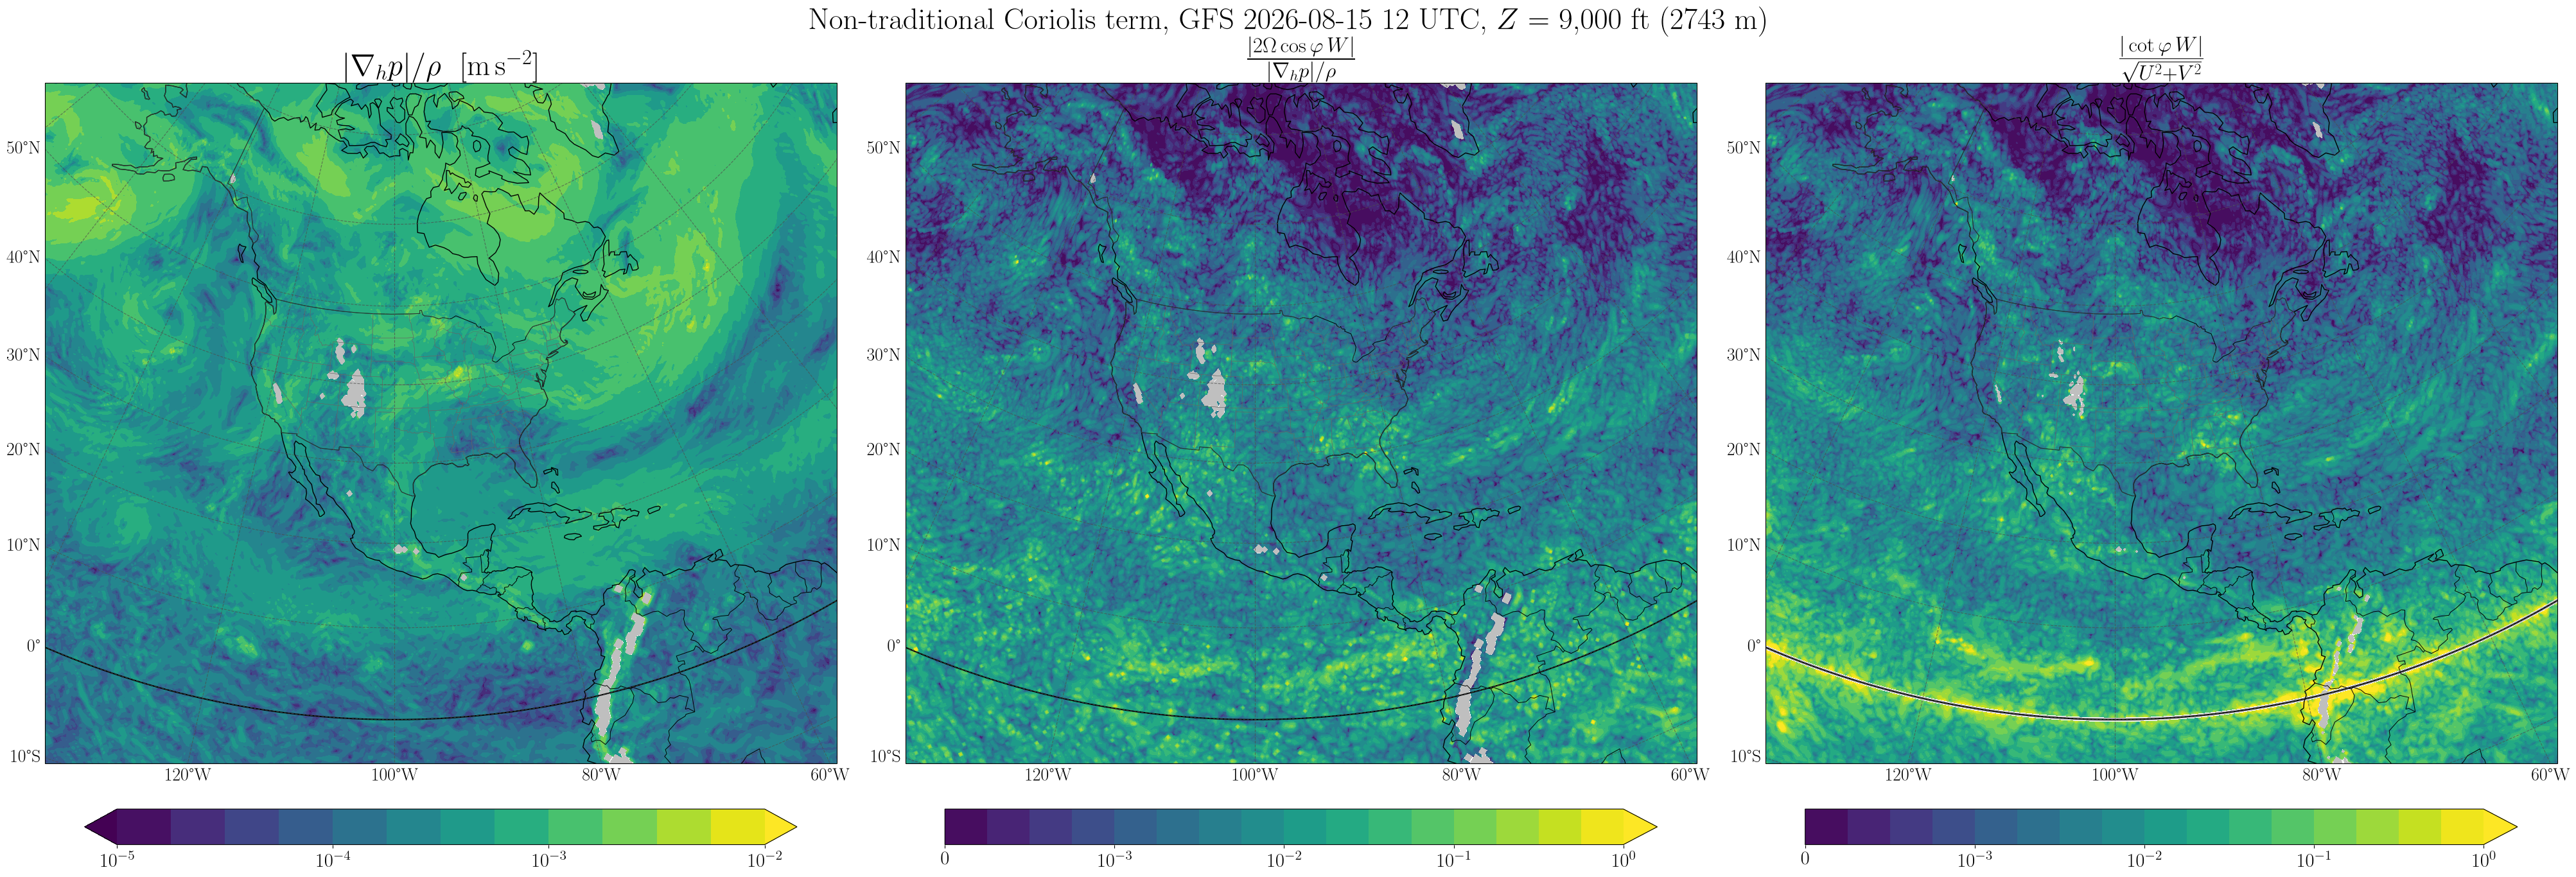 Non-traditional Coriolis term, GFS 2026-08-15 12 UTC, Z = 9,000 ft (2743 m)
|∇ₕp|/ρ [m s⁻²]
|2Ω cos φ W|
|∇ₕp|/ρ
|cot φ W|
√U²+V²
50°N
40°N
30°N
20°N
10°N
0°
10°S
120°W 100°W 80°W 60°W
50°N
40°N
30°N
20°N
10°N
0°
10°S
120°W 100°W 80°W 60°W
50°N
40°N
30°N
20°N
10°N
0°
10°S
120°W 100°W 80°W 60°W
10⁻⁵ 10⁻⁴ 10⁻³ 10⁻²
0 10⁻³ 10⁻² 10⁻¹ 10⁰
0 10⁻³ 10⁻² 10⁻¹ 10⁰